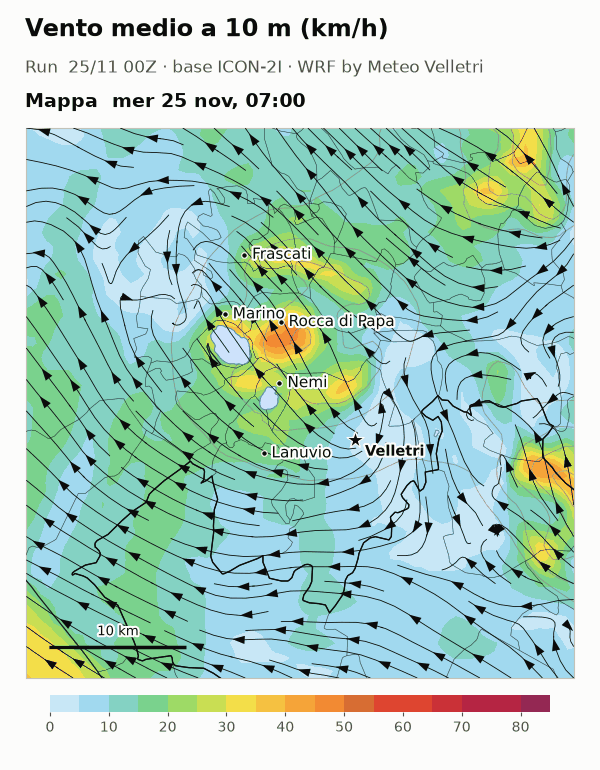 Vento medio a 10 m (km/h)
Run  25/11 00Z · base ICON-2I · WRF by Meteo Velletri
Mappa  mer 25 nov, 07:00
Frascati
Marino
Rocca di Papa
Nemi
Velletri
Lanuvio
10 km
0 10 20 30 40 50 60 70 80